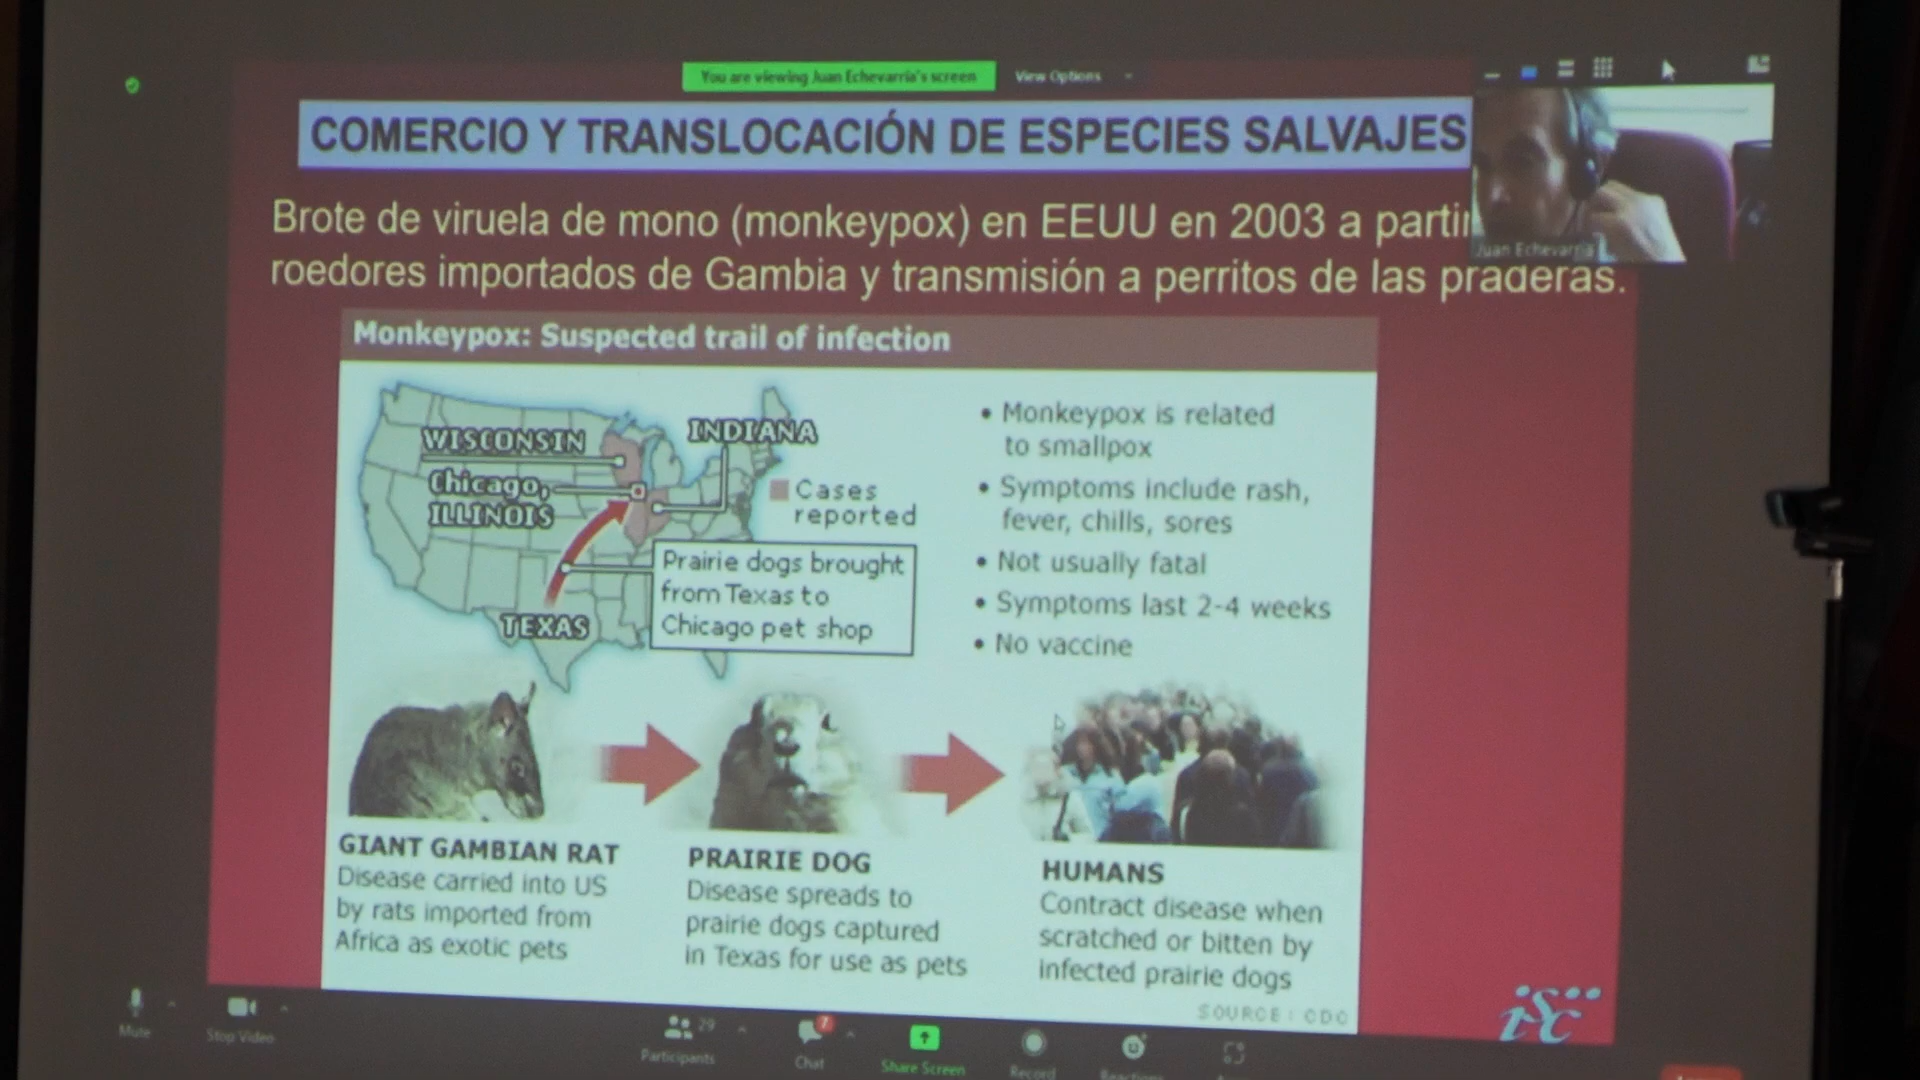 You are viewing Juan Echevarría's screen
View Options
COMERCIO Y TRANSLOCACIÓN DE ESPECIES SALVAJES
Juan Echevarría
Brote de viruela de mono (monkeypox) en EEUU en 2003 a partir
roedores importados de Gambia y transmisión a perritos de las praderas.
Monkeypox: Suspected trail of infection
WISCONSIN
INDIANA
Chicago,
ILLINOIS
Cases
reported
Prairie dogs brought
from Texas to
Chicago pet shop
TEXAS
• Monkeypox is related
to smallpox
• Symptoms include rash,
fever, chills, sores
• Not usually fatal
• Symptoms last 2-4 weeks
• No vaccine
GIANT GAMBIAN RAT
Disease carried into US
by rats imported from
Africa as exotic pets
PRAIRIE DOG
Disease spreads to
prairie dogs captured
in Texas for use as pets
HUMANS
Contract disease when
scratched or bitten by
infected prairie dogs
SOURCE: CDC
isciii
Mute
Stop Video
29
Participants
7
Chat
Share Screen
Record
Reactions